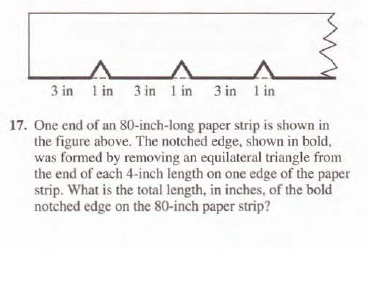 3 in 1 in 3 in 1 in 3 in 1 in
17. One end of an 80-inch-long paper strip is shown in
the figure above. The notched edge, shown in bold,
was formed by removing an equilateral triangle from
the end of each 4-inch length on one edge of the paper
strip. What is the total length, in inches, of the bold
notched edge on the 80-inch paper strip?